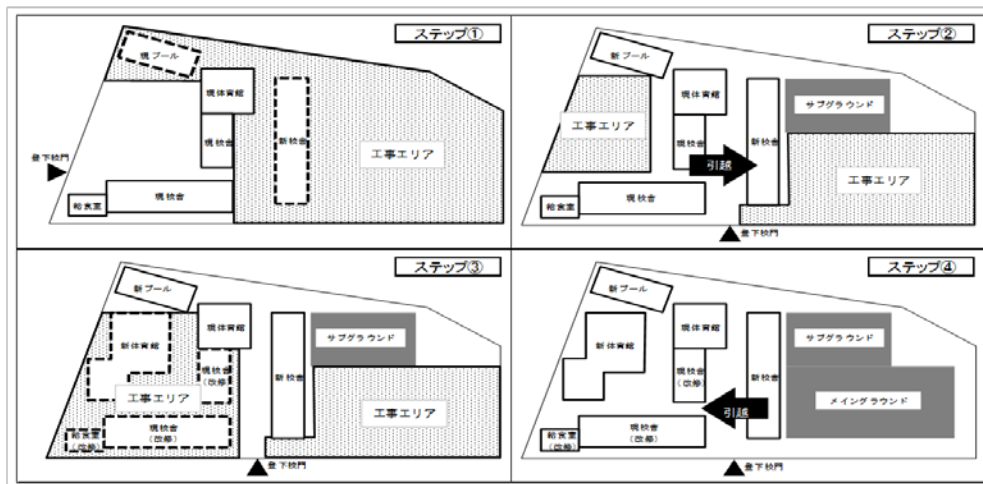 ステップ①
現プール
現体育館
現校舎
新校舎
工事エリア
登下校門
給食室
現校舎
ステップ②
新プール
現体育館
サブグラウンド
工事エリア
現校舎
新校舎
引越
工事エリア
現校舎
給食室
登下校門
ステップ③
新プール
現体育館
新体育館
サブグラウンド
現校舎
(改修)
新校舎
工事エリア
工事エリア
給食室
(改修)
現校舎
(改修)
登下校門
ステップ④
新プール
現体育館
新体育館
サブグラウンド
現校舎
(改修)
新校舎
引越
メイングラウンド
給食室
(改修)
現校舎
(改修)
登下校門